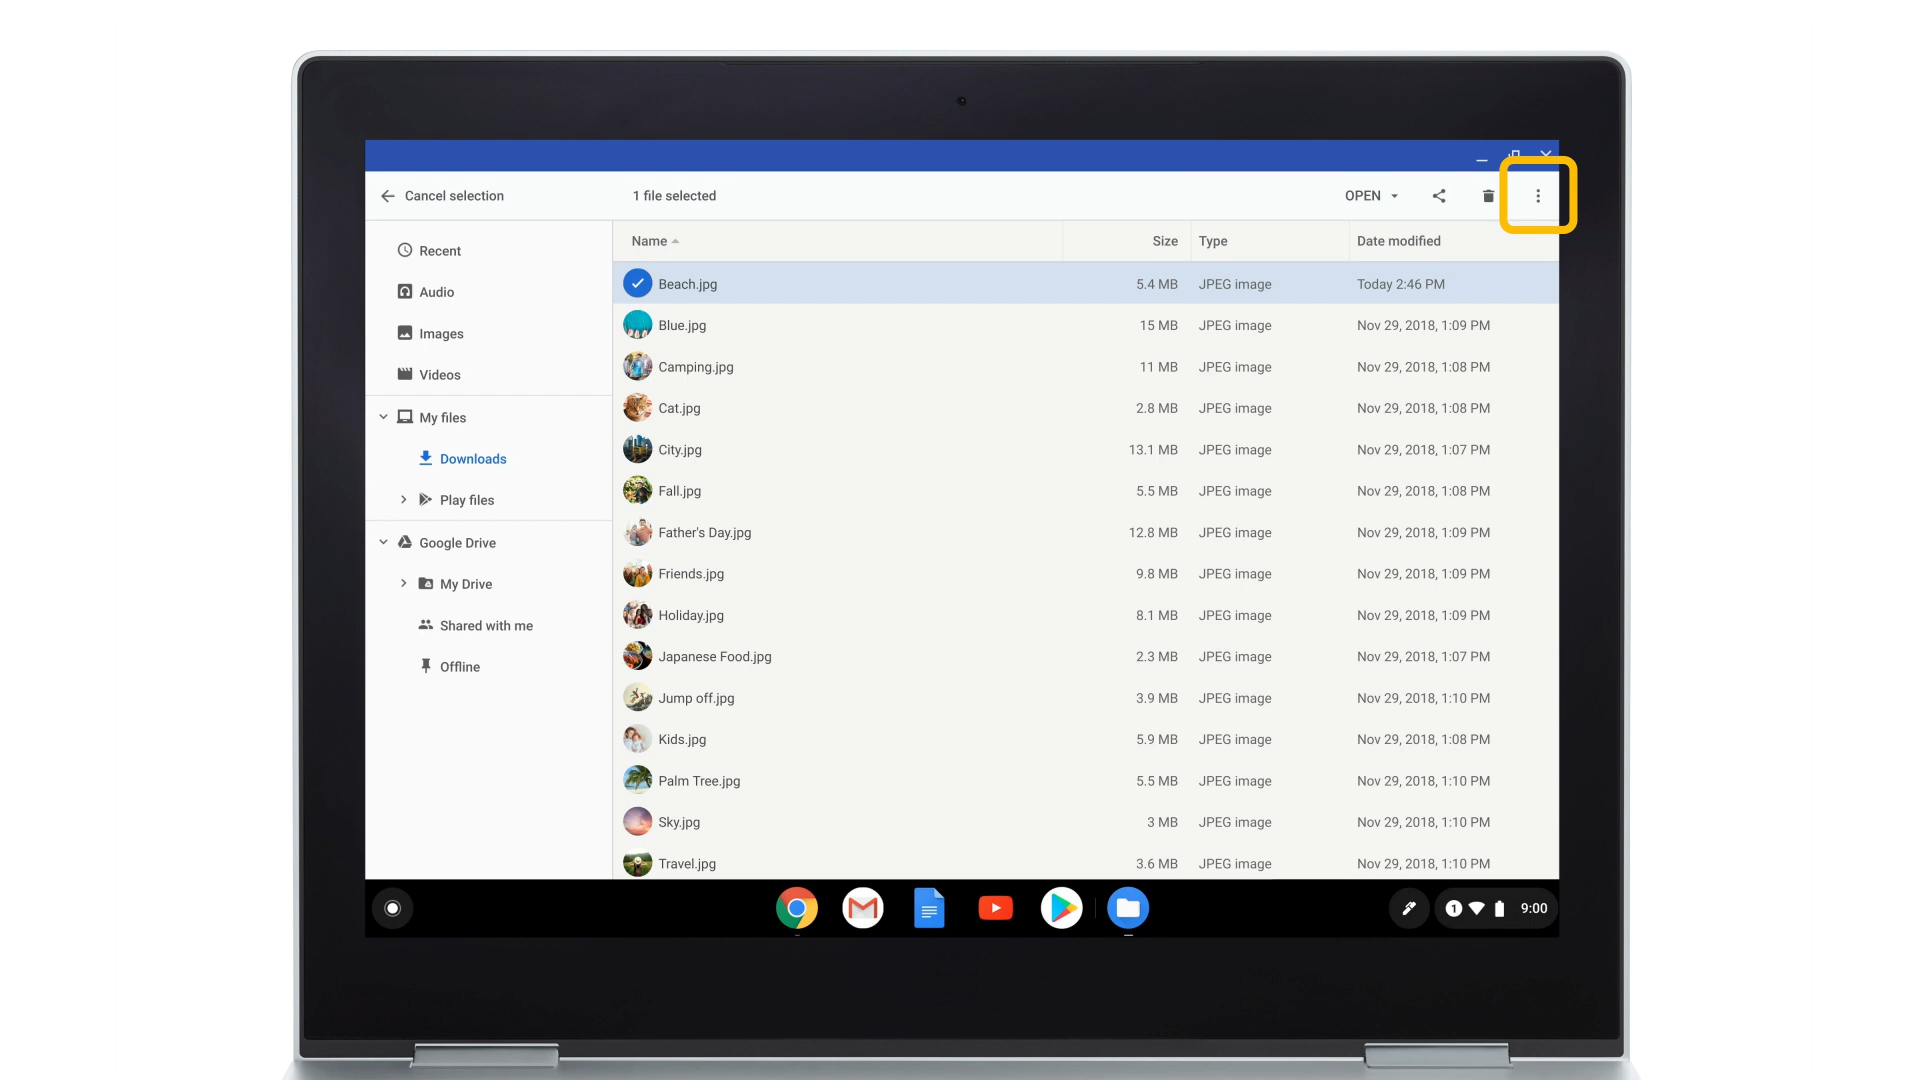 Cancel selection 1 file selected OPEN
Recent
Audio
Images
Videos
My files
Downloads
Play files
Google Drive
My Drive
Shared with me
Offline
Name Size Type Date modified
Beach.jpg 5.4 MB JPEG image Today 2:46 PM
Blue.jpg 15 MB JPEG image Nov 29, 2018, 1:09 PM
Camping.jpg 11 MB JPEG image Nov 29, 2018, 1:08 PM
Cat.jpg 2.8 MB JPEG image Nov 29, 2018, 1:08 PM
City.jpg 13.1 MB JPEG image Nov 29, 2018, 1:07 PM
Fall.jpg 5.5 MB JPEG image Nov 29, 2018, 1:08 PM
Father's Day.jpg 12.8 MB JPEG image Nov 29, 2018, 1:09 PM
Friends.jpg 9.8 MB JPEG image Nov 29, 2018, 1:09 PM
Holiday.jpg 8.1 MB JPEG image Nov 29, 2018, 1:09 PM
Japanese Food.jpg 2.3 MB JPEG image Nov 29, 2018, 1:07 PM
Jump off.jpg 3.9 MB JPEG image Nov 29, 2018, 1:10 PM
Kids.jpg 5.9 MB JPEG image Nov 29, 2018, 1:08 PM
Palm Tree.jpg 5.5 MB JPEG image Nov 29, 2018, 1:10 PM
Sky.jpg 3 MB JPEG image Nov 29, 2018, 1:10 PM
Travel.jpg 3.6 MB JPEG image Nov 29, 2018, 1:10 PM
1 9:00